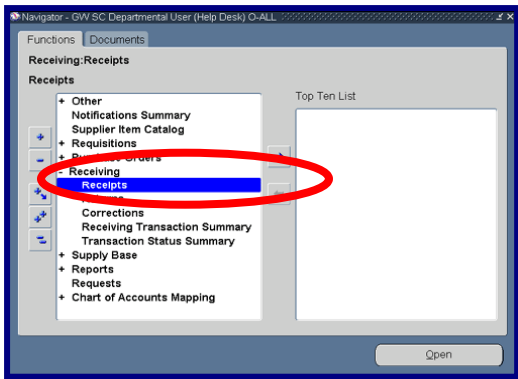 Navigator - GW SC Departmental User (Help Desk) O-ALL
Functions Documents
Receiving:Receipts
Receipts
Top Ten List
+ Other
Notifications Summary
Supplier Item Catalog
+ Requisitions
+ Purchase Orders
- Receiving
Receipts
Corrections
Receiving Transaction Summary
Transaction Status Summary
+ Supply Base
+ Reports
Requests
+ Chart of Accounts Mapping
Open